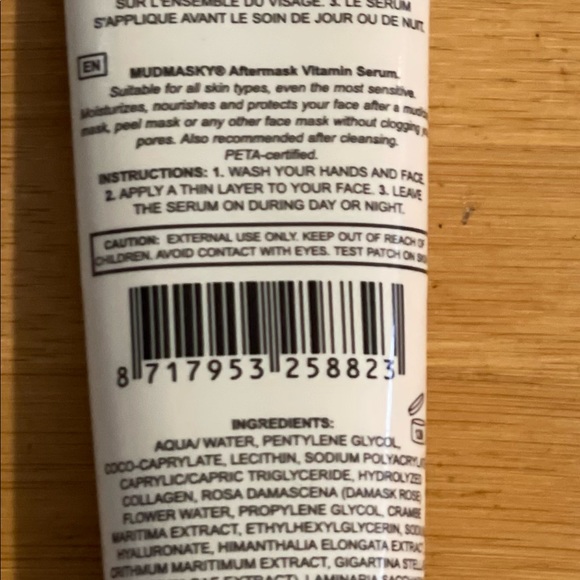 SUR L'ENSEMBLE DU VISAGE. 3. LE SÉRUM
S'APPLIQUE AVANT LE SOIN DE JOUR OU DE NUIT.
EN
MUDMASKY® Aftermask Vitamin Serum.
Suitable for all skin types, even the most sensitive.
Moisturizes, nourishes and protects your face after a
mask, peel mask or any other face mask without clogging
pores. Also recommended after cleansing.
PETA-certified.
INSTRUCTIONS: 1. WASH YOUR HANDS AND FACE
2. APPLY A THIN LAYER TO YOUR FACE. 3. LEAVE
THE SERUM ON DURING DAY OR NIGHT.
CAUTION: EXTERNAL USE ONLY. KEEP OUT OF REACH OF
CHILDREN. AVOID CONTACT WITH EYES. TEST PATCH ON
8 717953 258823
INGREDIENTS:
AQUA/ WATER, PENTYLENE GLYCOL,
COCO-CAPRYLATE, LECITHIN, SODIUM
CAPRYLIC/CAPRIC TRIGLYCERIDE, HYDROLYZED
COLLAGEN, ROSA DAMASCENA (DAMASK ROSE)
FLOWER WATER, PROPYLENE GLYCOL, CRAMBE
MARITIMA EXTRACT, ETHYLHEXYLGLYCERIN,
HYALURONATE, HIMANTHALIA ELONGATA EXTRACT,
CRITHMUM MARITIMUM EXTRACT, GIGARTINA
EXTRACT), LAMINARIA